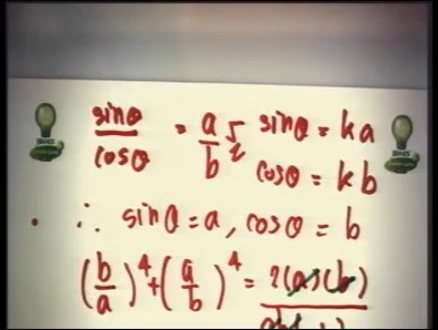 sinθ/cosθ = a/b, sinθ = ka
cosθ = kb
∴ sinθ = a, cosθ = b
(b/a)⁴ + (a/b)⁴ = 2(a)(b)